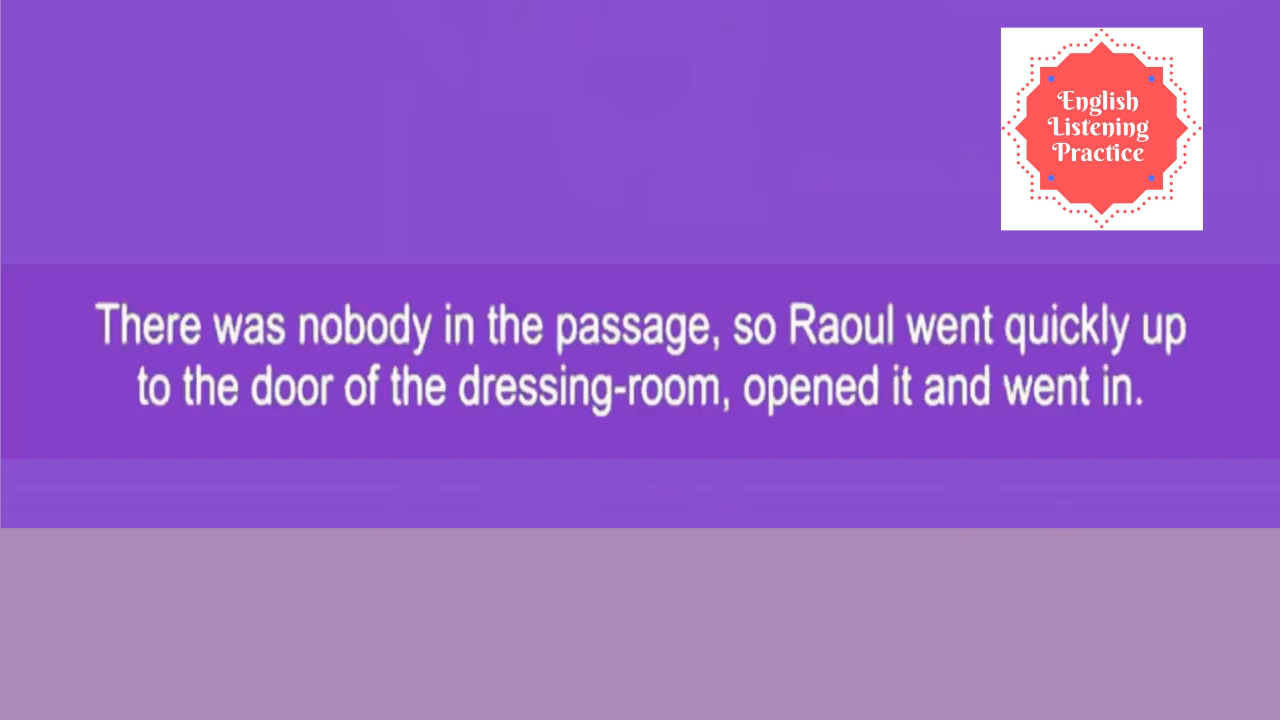 English
Listening
Practice
There was nobody in the passage, so Raoul went quickly up
to the door of the dressing-room, opened it and went in.